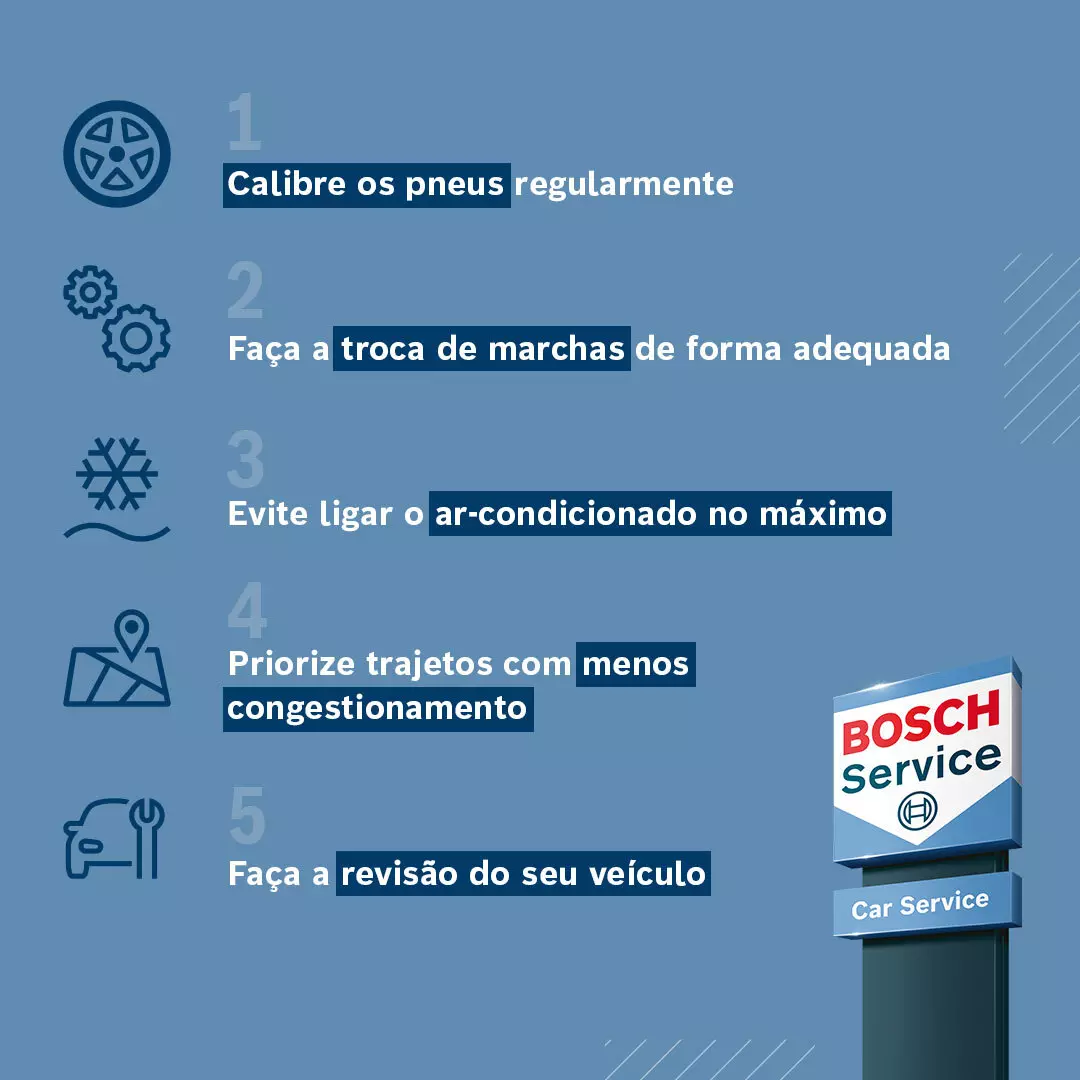 1
Calibre os pneus regularmente
2
Faça a troca de marchas de forma adequada
3
Evite ligar o ar-condicionado no máximo
4
Priorize trajetos com menos
congestionamento
5
Faça a revisão do seu veículo
BOSCH
Service
Car Service